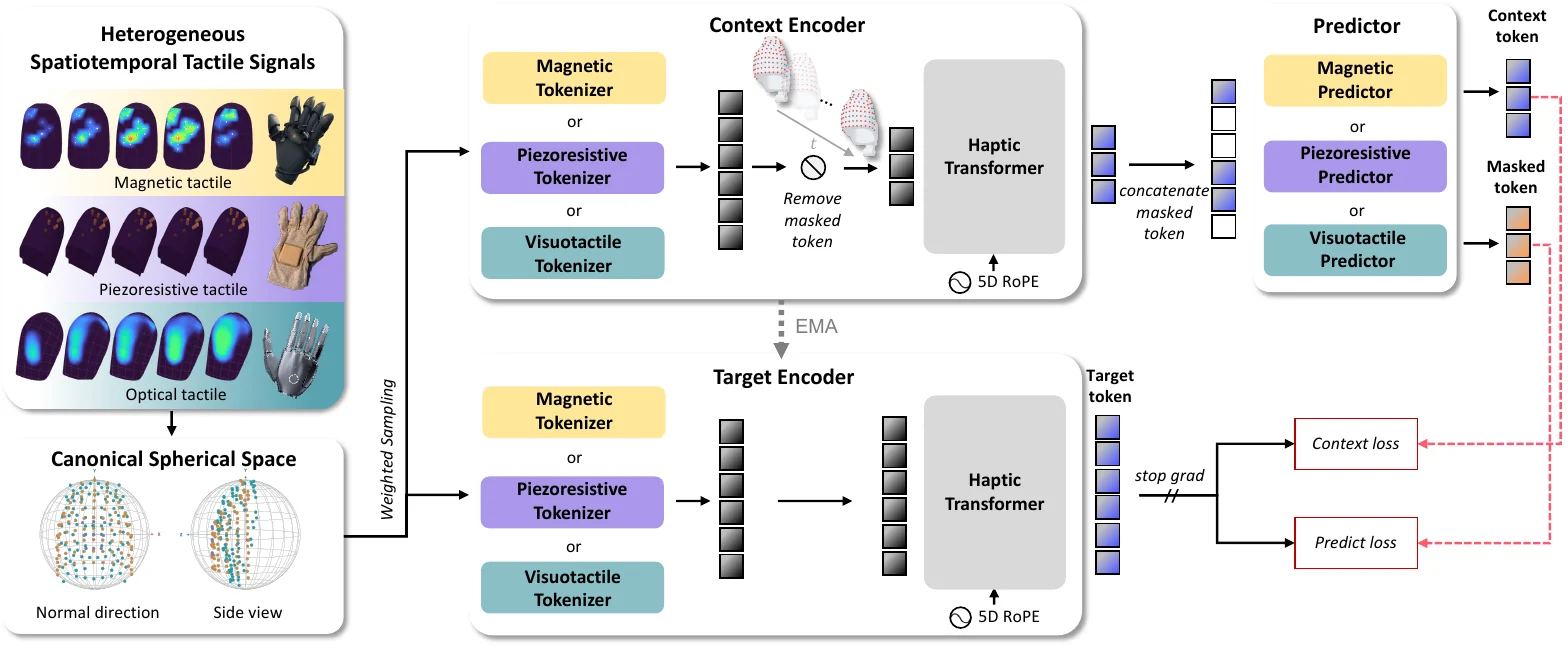 Heterogeneous
Spatiotemporal Tactile Signals
Magnetic tactile
Piezoresistive tactile
Optical tactile
Canonical Spherical Space
Normal direction
Side view
Weighted Sampling
Context Encoder
Magnetic
Tokenizer
or
Piezoresistive
Tokenizer
or
Visuotactile
Tokenizer
t
...
Remove
masked
token
Haptic
Transformer
5D RoPE
concatenate
masked
token
Predictor
Magnetic
Predictor
or
Piezoresistive
Predictor
or
Visuotactile
Predictor
Context
token
Masked
token
EMA
Target Encoder
Magnetic
Tokenizer
or
Piezoresistive
Tokenizer
or
Visuotactile
Tokenizer
Haptic
Transformer
5D RoPE
Target
token
stop grad
Context loss
Predict loss